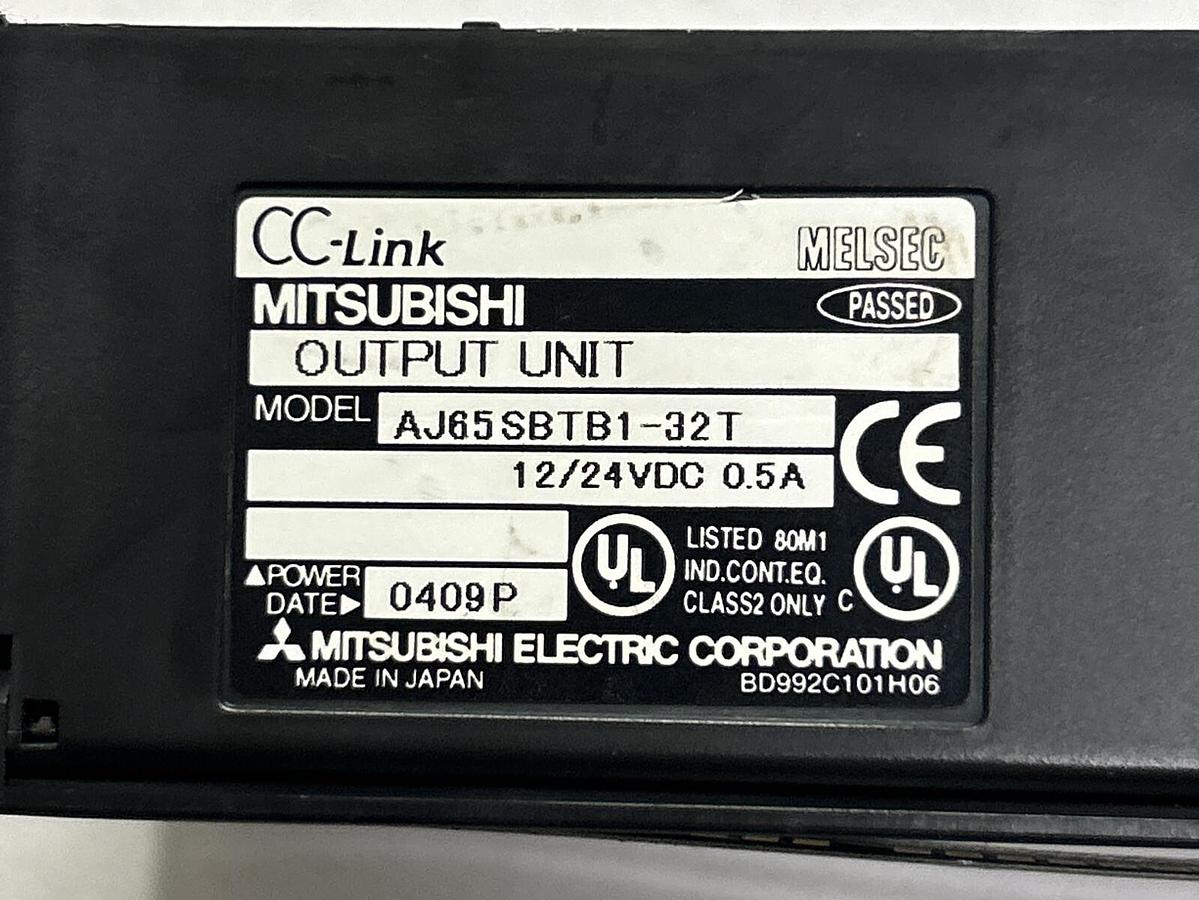 CC-Link MELSEC
MITSUBISHI PASSED
OUTPUT UNIT
MODEL AJ65SBTB1-32T
CE
12/24VDC 0.5A
UL LISTED 80M1
IND.CONT.EQ.
CLASS2 ONLY C UL
▲POWER
DATE▶ 0409P
MITSUBISHI ELECTRIC CORPORATION
MADE IN JAPAN BD992C101H06